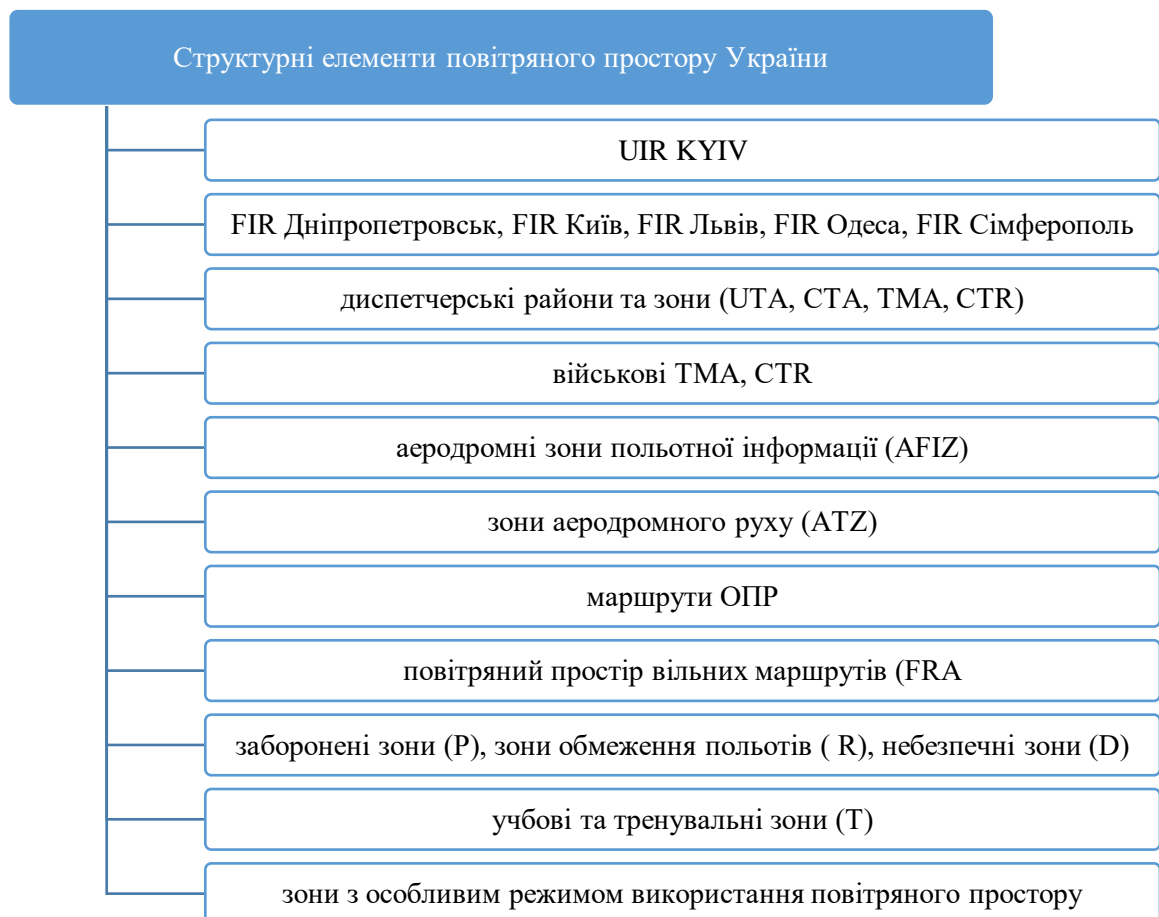 Структурні елементи повітряного простору України
UIR KYIV
FIR Дніпропетровськ, FIR Київ, FIR Львів, FIR Одеса, FIR Сімферополь
диспетчерські райони та зони (UTA, CTA, TMA, CTR)
військові TMA, CTR
аеродромні зони польотної інформації (AFIZ)
зони аеродромного руху (ATZ)
маршрути ОПР
повітряний простір вільних маршрутів (FRA
заборонені зони (P), зони обмеження польотів ( R), небезпечні зони (D)
учбові та тренувальні зони (T)
зони з особливим режимом використання повітряного простору